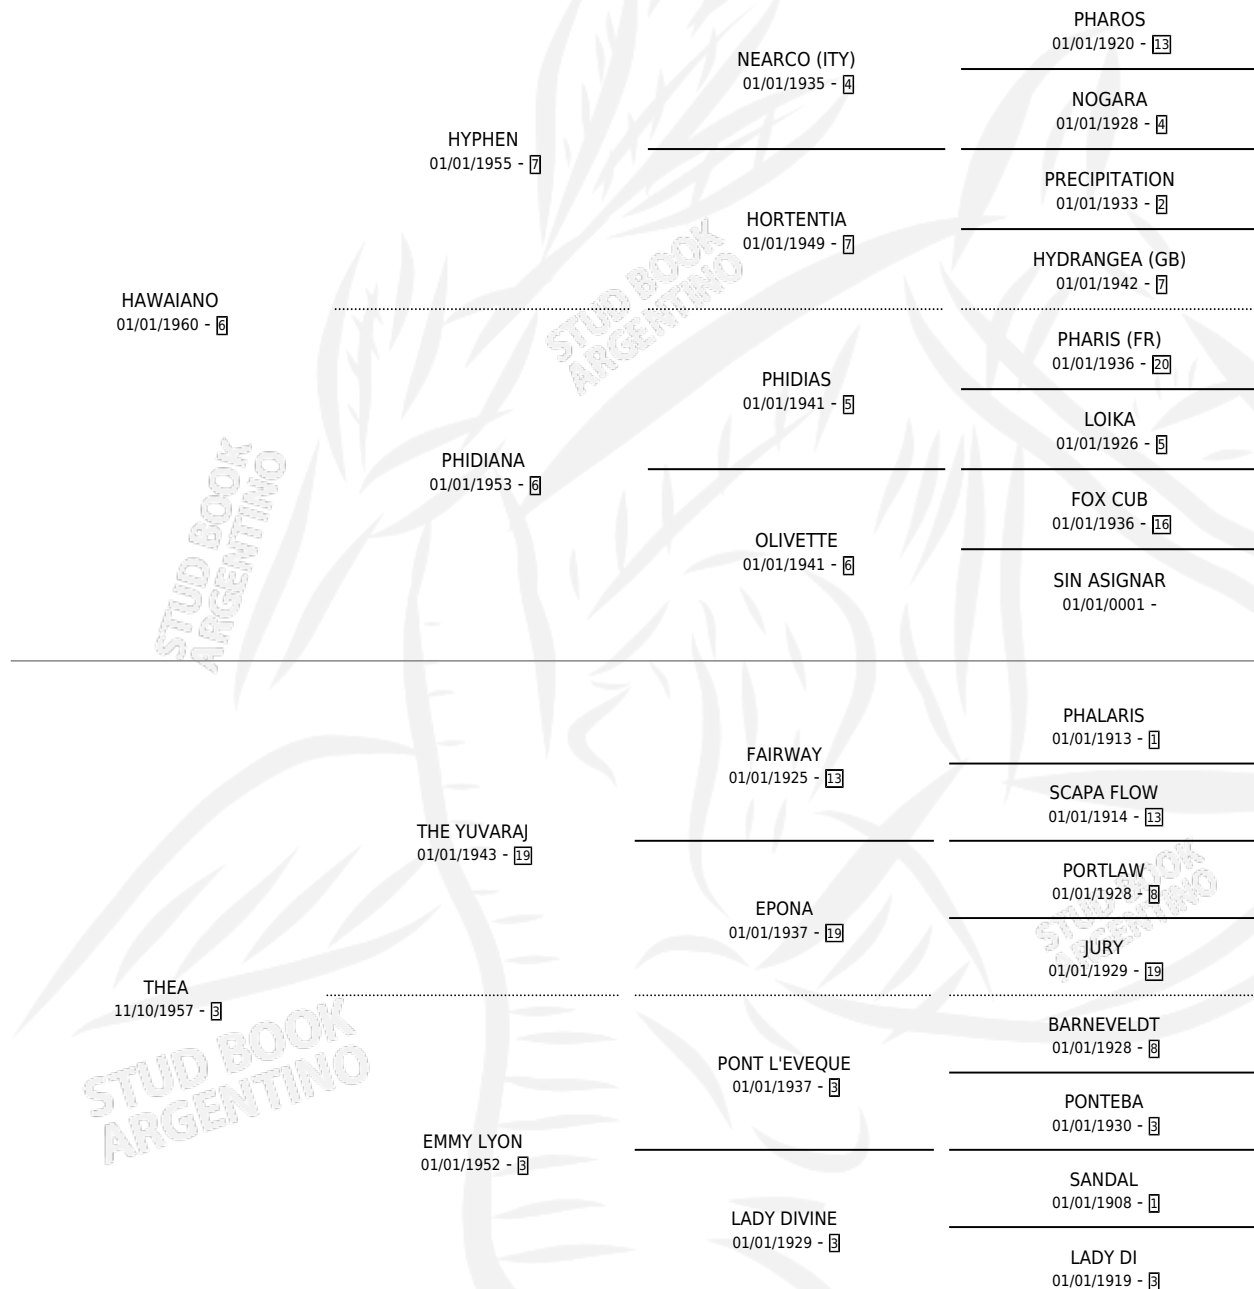 PHAROS
01/01/1920 - 13
NEARCO (ITY)
01/01/1935 - 4
NOGARA
01/01/1928 - 4
HYPHEN
01/01/1955 - 7
PRECIPITATION
01/01/1933 - 2
HORTENTIA
01/01/1949 - 7
HYDRANGEA (GB)
01/01/1942 - 7
HAWAIANO
01/01/1960 - 6
STUD BOOK
ARGENTINO
PHARIS (FR)
01/01/1936 - 20
PHIDIAS
01/01/1941 - 5
LOIKA
01/01/1926 - 5
PHIDIANA
01/01/1953 - 6
FOX CUB
01/01/1936 - 16
OLIVETTE
01/01/1941 - 6
SIN ASIGNAR
01/01/0001 -
STUD BOOK
ARGENTINO
PHALARIS
01/01/1913 - 1
FAIRWAY
01/01/1925 - 13
SCAPA FLOW
01/01/1914 - 13
THE YUVARAJ
01/01/1943 - 19
PORTLAW
01/01/1928 - 8
EPONA
01/01/1937 - 19
JURY
01/01/1929 - 19
STUD BOOK
ARGENTINO
THEA
11/10/1957 - 3
BARNEVELDT
01/01/1928 - 8
PONT L'EVEQUE
01/01/1937 - 3
PONTEBA
01/01/1930 - 3
STUD BOOK
ARGENTINO
EMMY LYON
01/01/1952 - 3
SANDAL
01/01/1908 - 1
LADY DIVINE
01/01/1929 - 3
LADY DI
01/01/1919 - 3